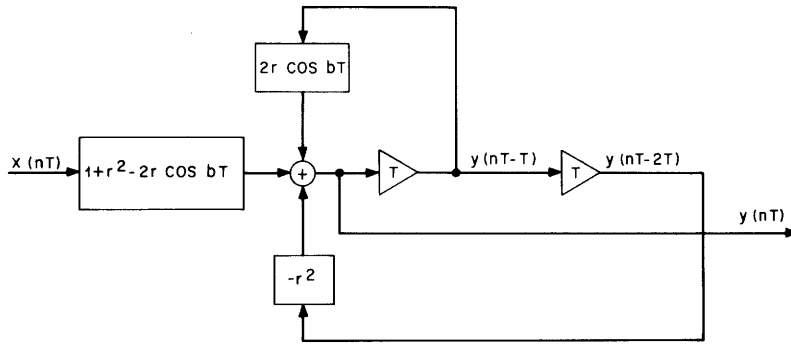 2r COS bT
x (nT)
1+r²-2r COS bT
+
T
y (nT-T)
T
y (nT-2T)
y (nT)
-r²